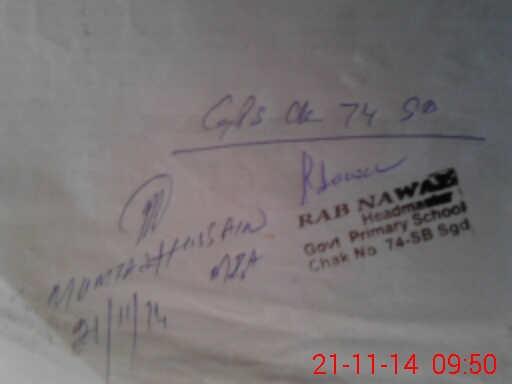 GPS Ck 74 SB
RAB NAWAZ
Headmaster
Govt Primary School
Chak No 74-SB Sgd
MUMTAZ HUSSAIN
MEA
21/11/14
21-11-14 09:50